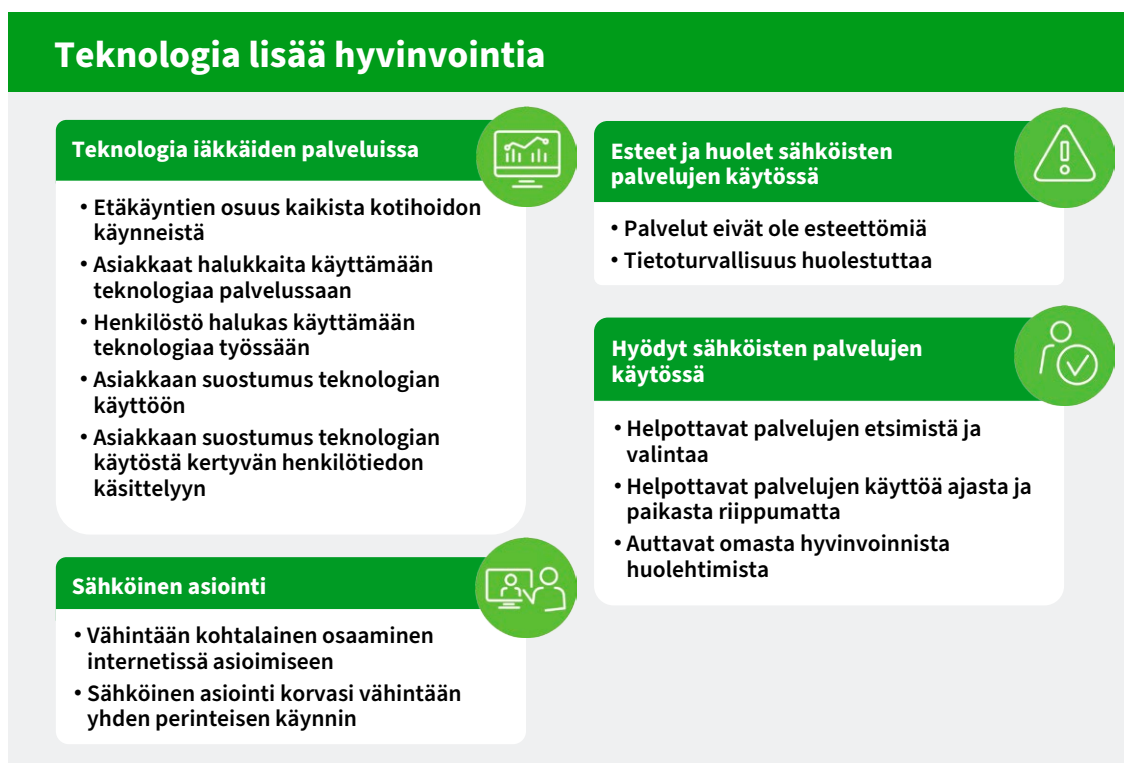 Teknologia lisää hyvinvointia
Teknologia iäkkäiden palveluissa
• Etäkäyntien osuus kaikista kotihoidon
käynneistä
• Asiakkaat halukkaita käyttämään
teknologiaa palvelussaan
• Henkilöstö halukas käyttämään
teknologiaa työssään
• Asiakkaan suostumus teknologian
käyttöön
• Asiakkaan suostumus teknologian
käytöstä kertyvän henkilötiedon
käsittelyyn
Sähköinen asiointi
• Vähintään kohtalainen osaaminen
internetissä asioimiseen
• Sähköinen asiointi korvasi vähintään
yhden perinteisen käynnin
Esteet ja huolet sähköisten
palvelujen käytössä
• Palvelut eivät ole esteettömiä
• Tietoturvallisuus huolestuttaa
Hyödyt sähköisten palvelujen
käytössä
• Helpottavat palvelujen etsimistä ja
valintaa
• Helpottavat palvelujen käyttöä ajasta ja
paikasta riippumatta
• Auttavat omasta hyvinvoinnista
huolehtimista